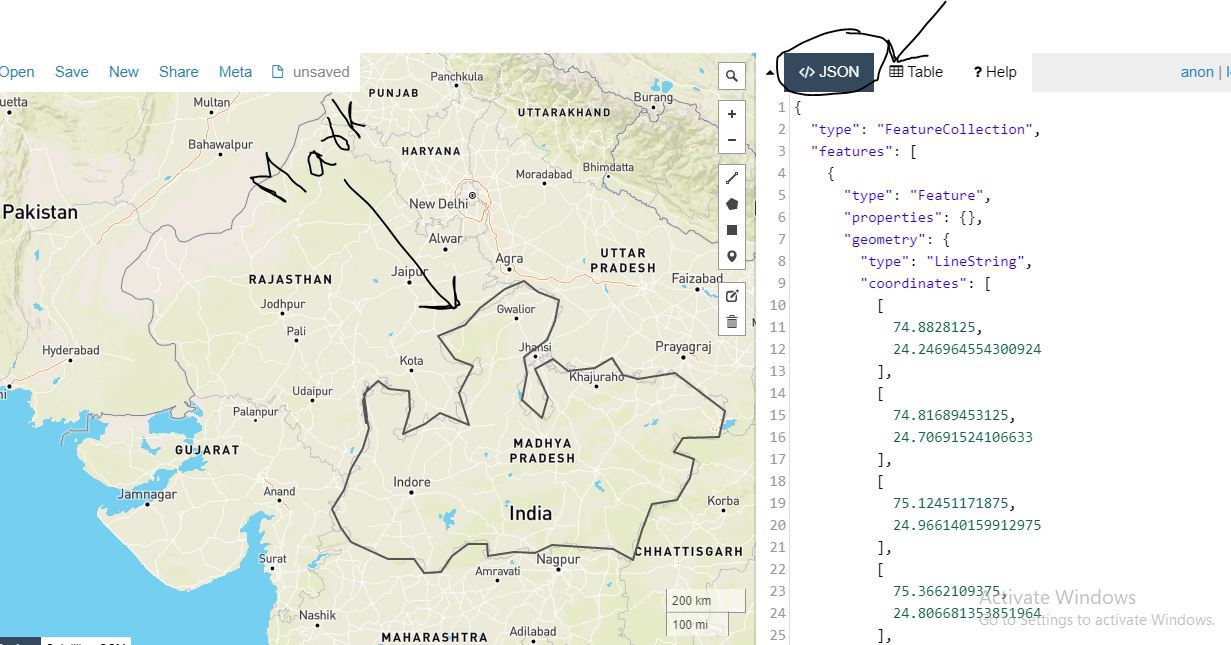 Open Save New Share Meta unsaved
</> JSON Table ? Help anon |
Mark
Panchkula
PUNJAB
Multan
UTTARAKHAND
Burang
Bahawalpur
HARYANA
Moradabad
Bhimdatta
New Delhi
Pakistan
Alwar
Agra
UTTAR
PRADESH
RAJASTHAN
Jaipur
Faizabad
Jodhpur
Gwalior
Pali
Hyderabad
Jhansi
Prayagraj
Kota
Khajuraho
Udaipur
Palanpur
GUJARAT
MADHYA
PRADESH
Indore
Jamnagar
Anand
Korba
India
CHHATTISGARH
Surat
Nagpur
Amravati
200 km
100 mi
Nashik
Adilabad
MAHARASHTRA
1 {
2 "type": "FeatureCollection",
3 "features": [
4 {
5 "type": "Feature",
6 "properties": {},
7 "geometry": {
8 "type": "LineString",
9 "coordinates": [
10 [
11 74.8828125,
12 24.246964554300924
13 ],
14 [
15 74.81689453125,
16 24.70691524106633
17 ],
18 [
19 75.12451171875,
20 24.966140159912975
21 ],
22 [
23 75.3662109375,
24 24.806681353851964
25 ],
Activate Windows
Go to Settings to activate Windows.